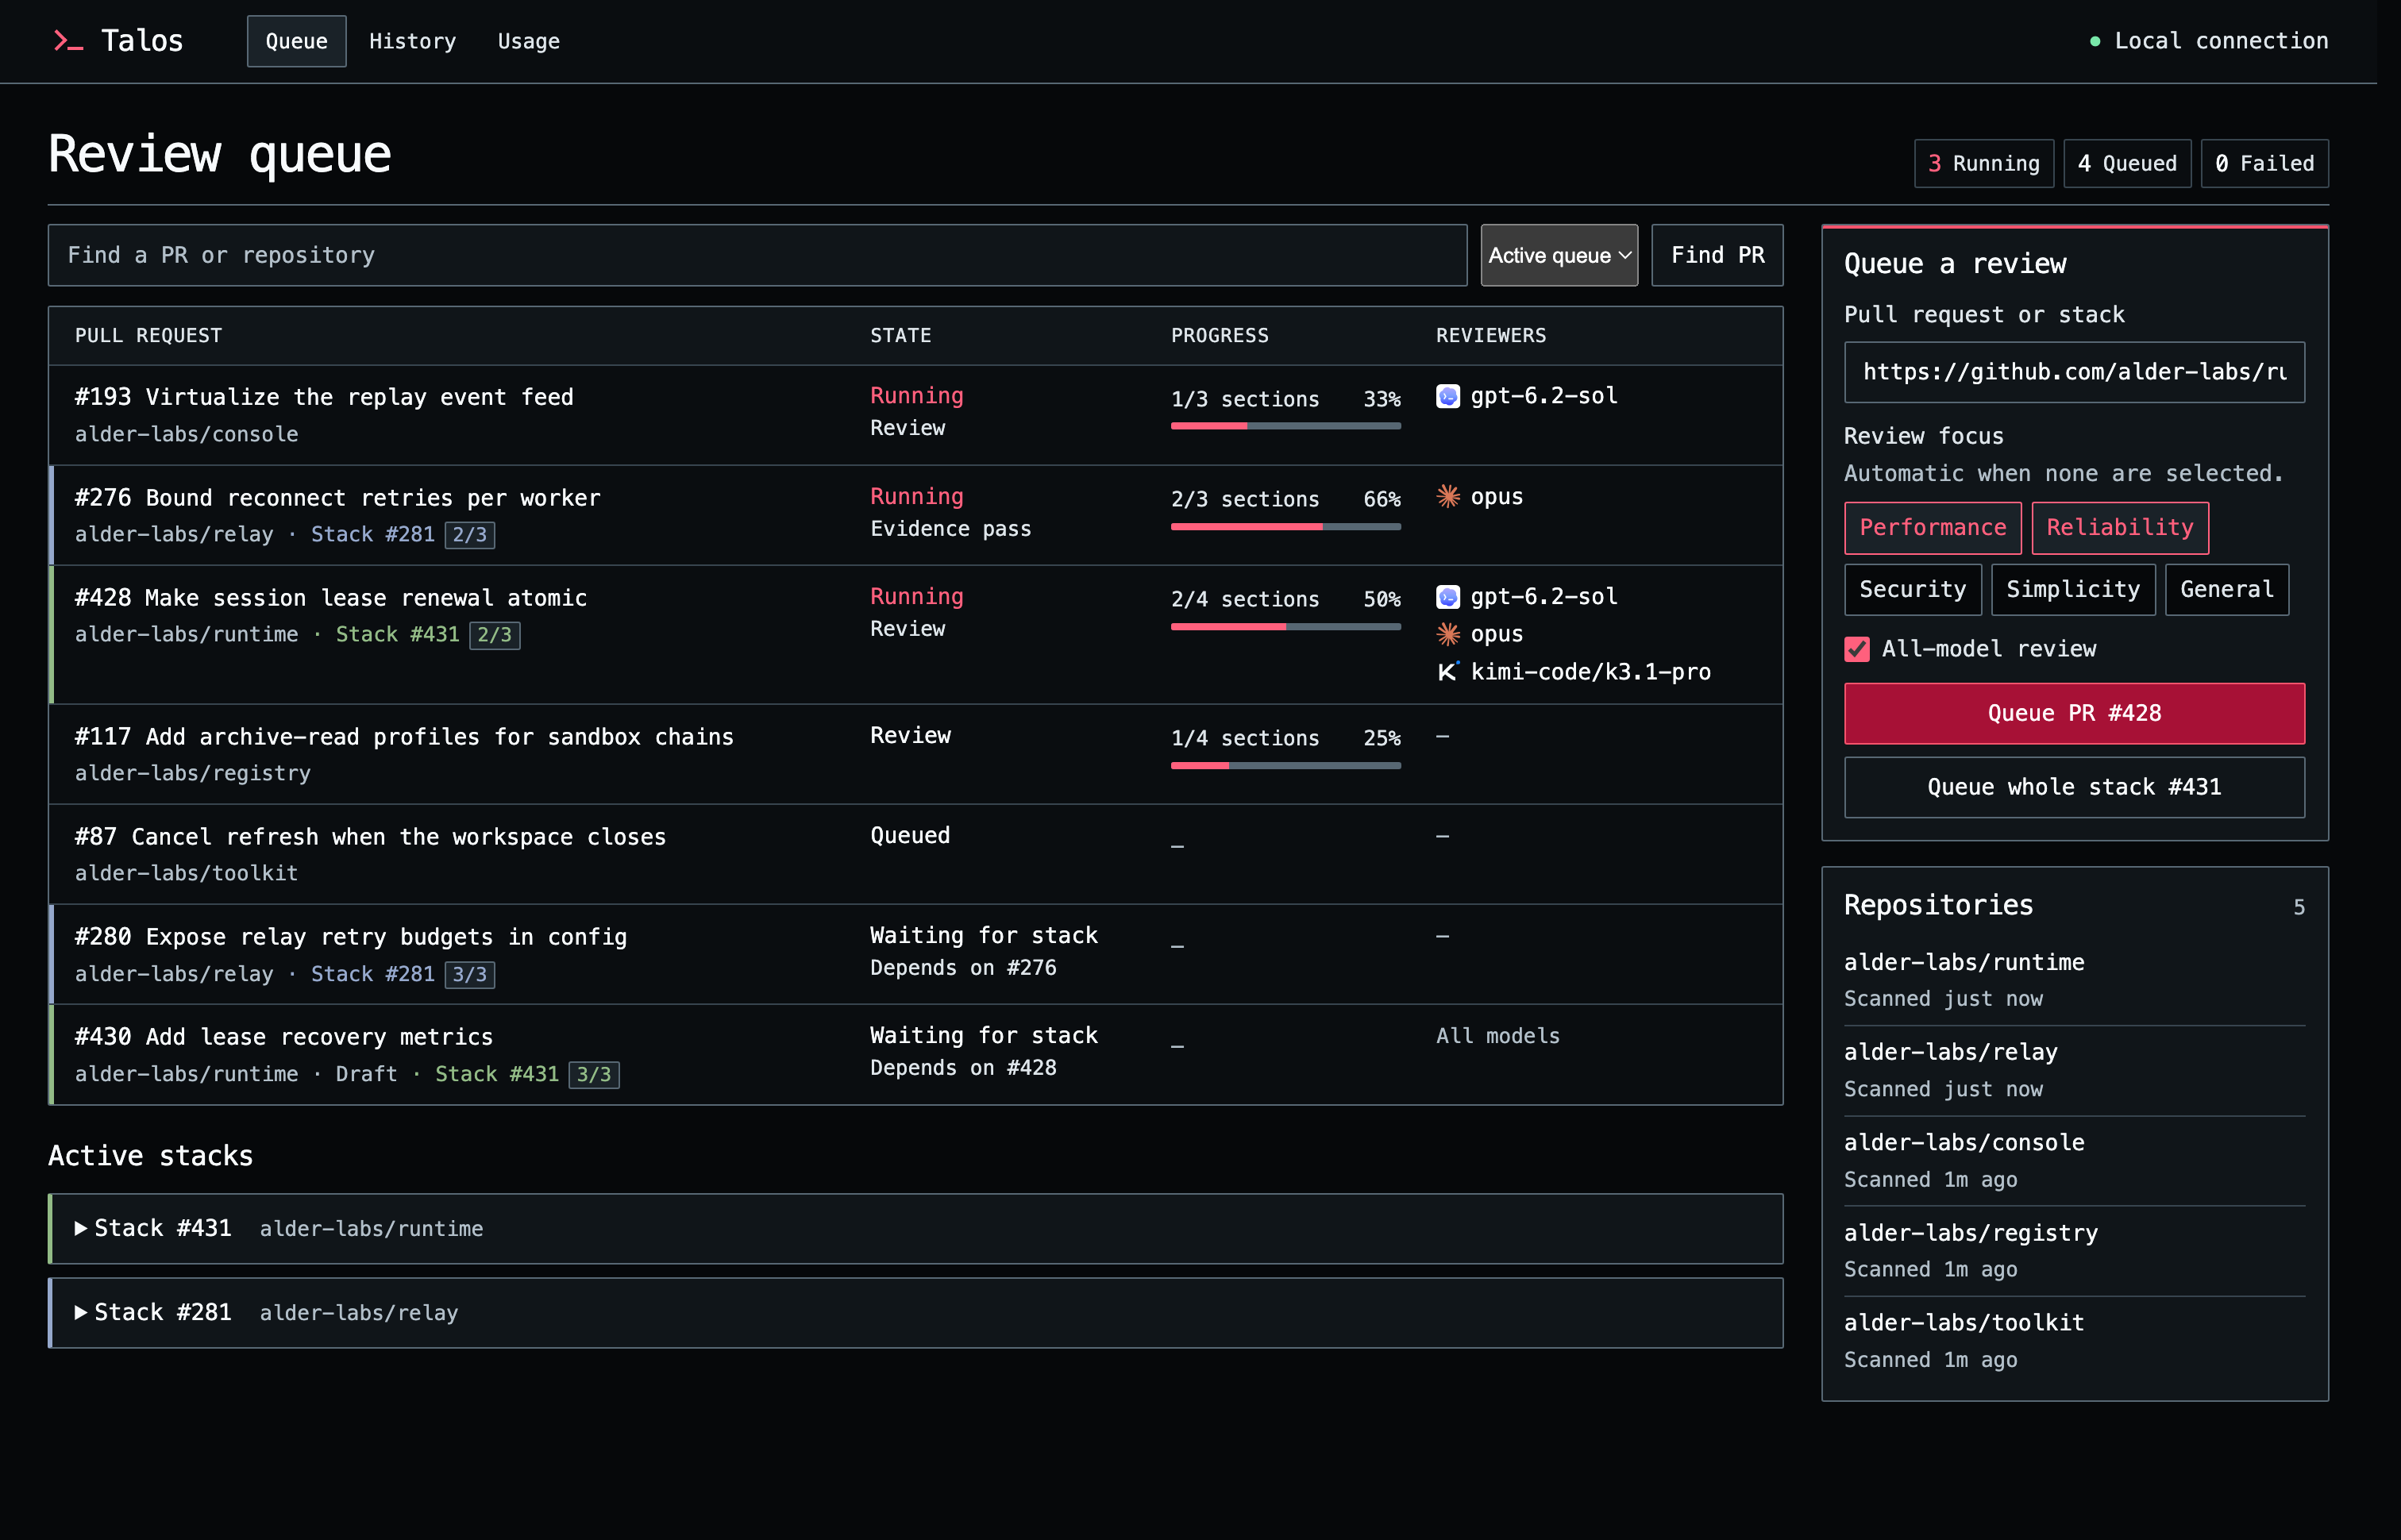 Talos
Queue
History
Usage
Local connection
Review queue
3 Running
4 Queued
0 Failed
Find a PR or repository
Active queue
Find PR
PULL REQUEST STATE PROGRESS REVIEWERS
#193 Virtualize the replay event feed
alder-labs/console
Running
Review
1/3 sections 33%
gpt-6.2-sol
#276 Bound reconnect retries per worker
alder-labs/relay · Stack #281 2/3
Running
Evidence pass
2/3 sections 66%
opus
#428 Make session lease renewal atomic
alder-labs/runtime · Stack #431 2/3
Running
Review
2/4 sections 50%
gpt-6.2-sol
opus
kimi-code/k3.1-pro
#117 Add archive-read profiles for sandbox chains
alder-labs/registry
Review
1/4 sections 25%
–
#87 Cancel refresh when the workspace closes
alder-labs/toolkit
Queued
–
–
#280 Expose relay retry budgets in config
alder-labs/relay · Stack #281 3/3
Waiting for stack
Depends on #276
–
–
#430 Add lease recovery metrics
alder-labs/runtime · Draft · Stack #431 3/3
Waiting for stack
Depends on #428
–
All models
Active stacks
Stack #431 alder-labs/runtime
Stack #281 alder-labs/relay
Queue a review
Pull request or stack
https://github.com/alder-labs/ru
Review focus
Automatic when none are selected.
Performance
Reliability
Security
Simplicity
General
All-model review
Queue PR #428
Queue whole stack #431
Repositories 5
alder-labs/runtime
Scanned just now
alder-labs/relay
Scanned just now
alder-labs/console
Scanned 1m ago
alder-labs/registry
Scanned 1m ago
alder-labs/toolkit
Scanned 1m ago